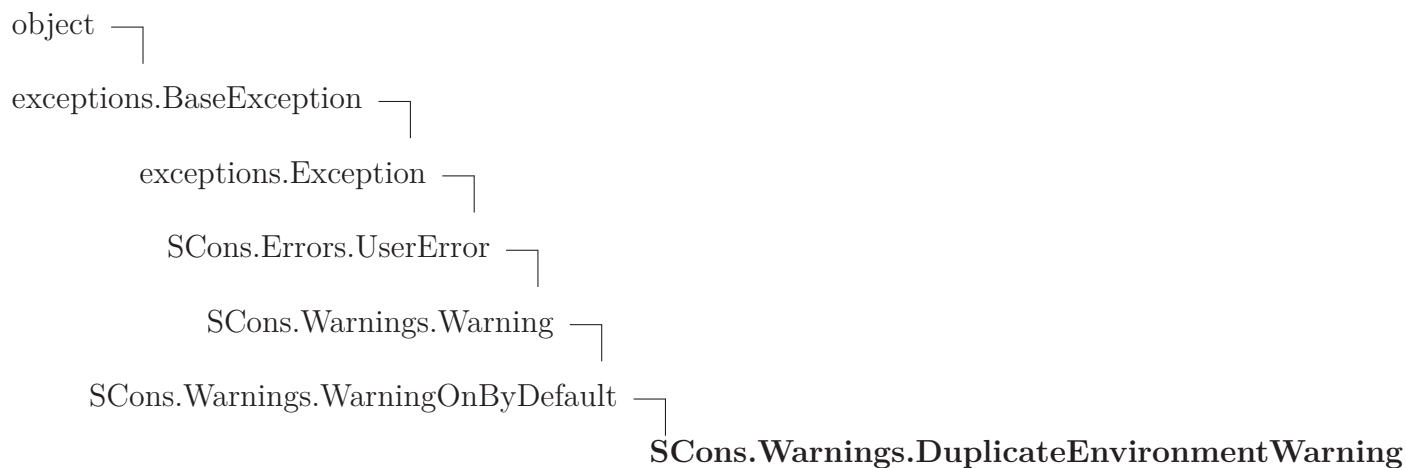 object
exceptions.BaseException
exceptions.Exception
SCons.Errors.UserError
SCons.Warnings.Warning
SCons.Warnings.WarningOnByDefault
SCons.Warnings.DuplicateEnvironmentWarning